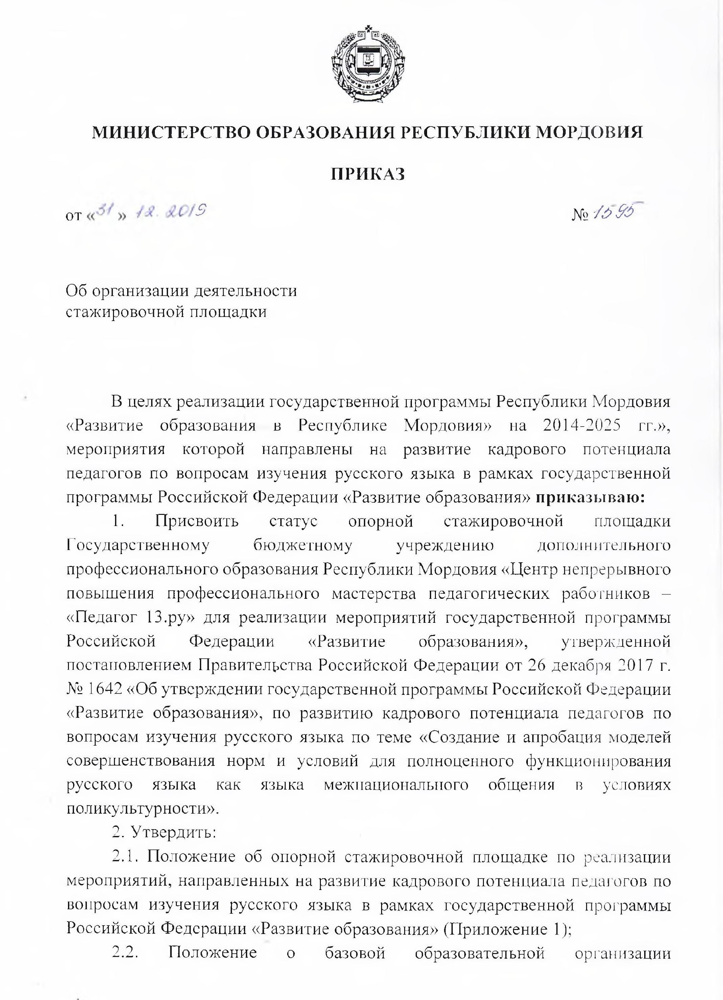 МИНИСТЕРСТВО ОБРАЗОВАНИЯ РЕСПУБЛИКИ МОРДОВИЯ
ПРИКАЗ
от «31» 12. 2019 № 1595
Об организации деятельности
стажировочной площадки
В целях реализации государственной программы Республики Мордовия
«Развитие образования в Республике Мордовия» на 2014-2025 гг.»,
мероприятия которой направлены на развитие кадрового потенциала
педагогов по вопросам изучения русского языка в рамках государственной
программы Российской Федерации «Развитие образования» приказываю:
1. Присвоить статус опорной стажировочной площадки
Государственному бюджетному учреждению дополнительного
профессионального образования Республики Мордовия «Центр непрерывного
повышения профессионального мастерства педагогических работников –
«Педагог 13.ру» для реализации мероприятий государственной программы
Российской Федерации «Развитие образования», утвержденной
постановлением Правительства Российской Федерации от 26 декабря 2017 г.
№ 1642 «Об утверждении государственной программы Российской Федерации
«Развитие образования», по развитию кадрового потенциала педагогов по
вопросам изучения русского языка по теме «Создание и апробация моделей
совершенствования норм и условий для полноценного функционирования
русского языка как языка межнационального общения в условиях
поликультурности».
2. Утвердить:
2.1. Положение об опорной стажировочной площадке по реализации
мероприятий, направленных на развитие кадрового потенциала педагогов по
вопросам изучения русского языка в рамках государственной программы
Российской Федерации «Развитие образования» (Приложение 1);
2.2. Положение о базовой образовательной организации